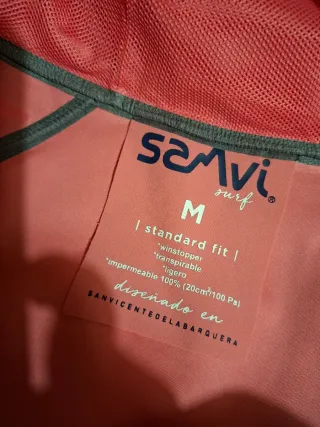 samvi®
surf
M
| standard fit |
*winstopper
*transpirable
*ligero
*impermeable 100% (20cm³/100 Pa)
diseñado en
SANVICENTEDELABARQUERA